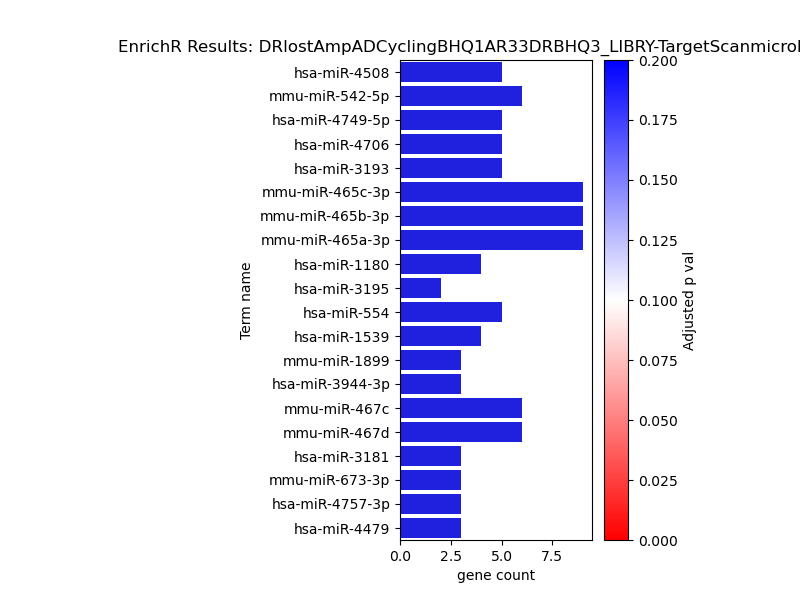 EnrichR Results: DRlostAmpADCyclingBHQ1AR33DRBHQ3_LIBRY-TargetScanmicroR
hsa-miR-4508
mmu-miR-542-5p
hsa-miR-4749-5p
hsa-miR-4706
hsa-miR-3193
mmu-miR-465c-3p
mmu-miR-465b-3p
mmu-miR-465a-3p
hsa-miR-1180
hsa-miR-3195
hsa-miR-554
hsa-miR-1539
mmu-miR-1899
hsa-miR-3944-3p
mmu-miR-467c
mmu-miR-467d
hsa-miR-3181
mmu-miR-673-3p
hsa-miR-4757-3p
hsa-miR-4479
Term name
0.0 2.5 5.0 7.5
gene count
0.200
0.175
0.150
0.125
0.100
0.075
0.050
0.025
0.000
Adjusted p val